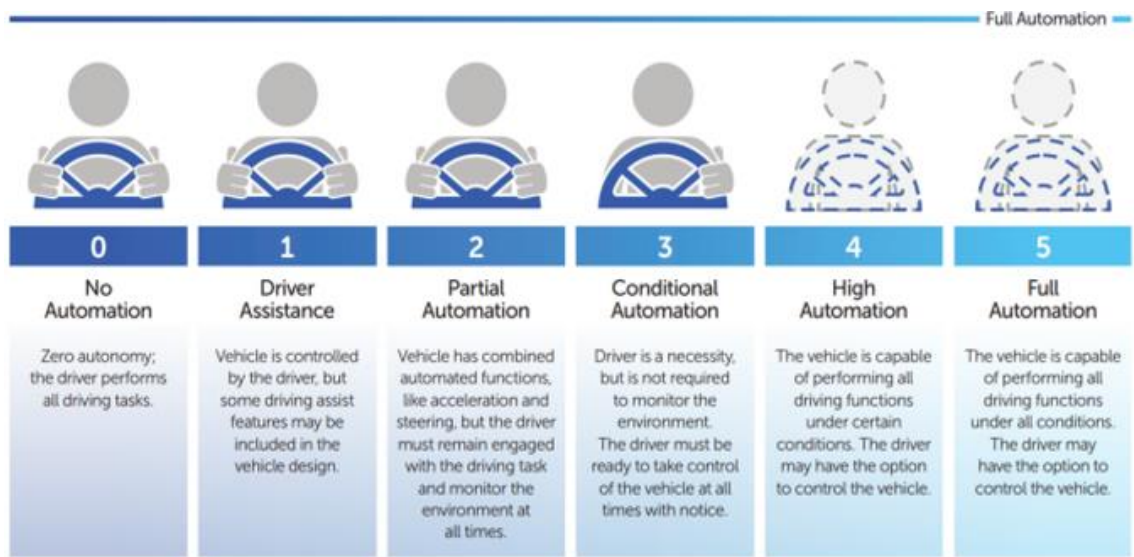 Full Automation
0
No
Automation
Zero autonomy;
the driver performs
all driving tasks.
1
Driver
Assistance
Vehicle is controlled
by the driver, but
some driving assist
features may be
included in the
vehicle design.
2
Partial
Automation
Vehicle has combined
automated functions,
like acceleration and
steering, but the driver
must remain engaged
with the driving task
and monitor the
environment at
all times.
3
Conditional
Automation
Driver is a necessity,
but is not required
to monitor the
environment.
The driver must be
ready to take control
of the vehicle at all
times with notice.
4
High
Automation
The vehicle is capable
of performing all
driving functions
under certain
conditions. The driver
may have the option
to control the vehicle.
5
Full
Automation
The vehicle is capable
of performing all
driving functions
under all conditions.
The driver may
have the option to
control the vehicle.